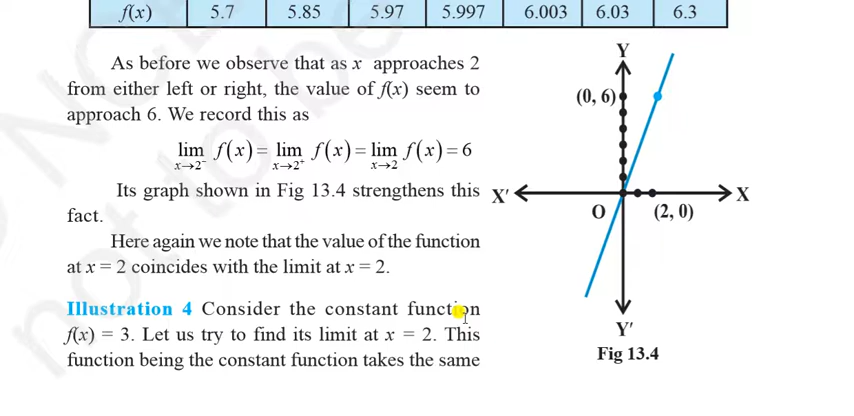 f(x) 5.7 5.85 5.97 5.997 6.003 6.03 6.3
As before we observe that as x approaches 2
from either left or right, the value of f(x) seem to
approach 6. We record this as
lim x→2⁻ f(x) = lim x→2⁺ f(x) = lim x→2 f(x) = 6
Its graph shown in Fig 13.4 strengthens this
fact.
Here again we note that the value of the function
at x = 2 coincides with the limit at x = 2.
Illustration 4 Consider the constant function
f(x) = 3. Let us try to find its limit at x = 2. This
function being the constant function takes the same
Y
(0, 6)
X′
X
O
(2, 0)
Y′
Fig 13.4